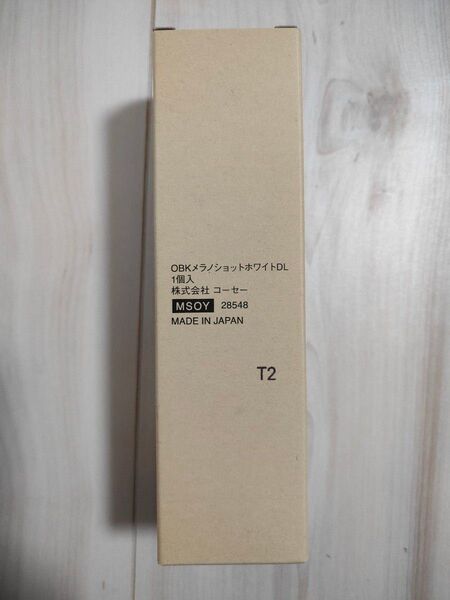 OBKメラノショットホワイトDL
1個入
株式会社 コーセー
MSOY 28548
MADE IN JAPAN
T2